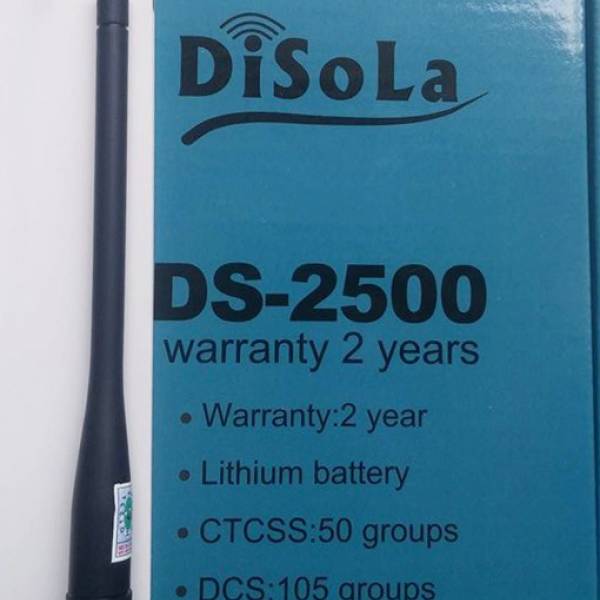 DiSoLa
DS-2500
warranty 2 years
• Warranty:2 year
• Lithium battery
• CTCSS:50 groups
• DCS:105 groups